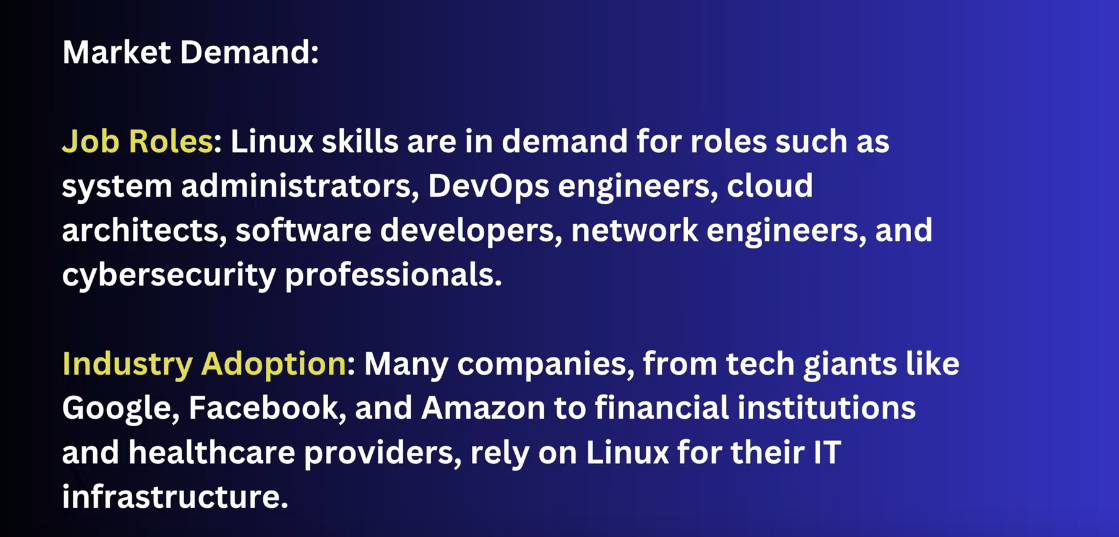 Market Demand:
Job Roles: Linux skills are in demand for roles such as
system administrators, DevOps engineers, cloud
architects, software developers, network engineers, and
cybersecurity professionals.
Industry Adoption: Many companies, from tech giants like
Google, Facebook, and Amazon to financial institutions
and healthcare providers, rely on Linux for their IT
infrastructure.